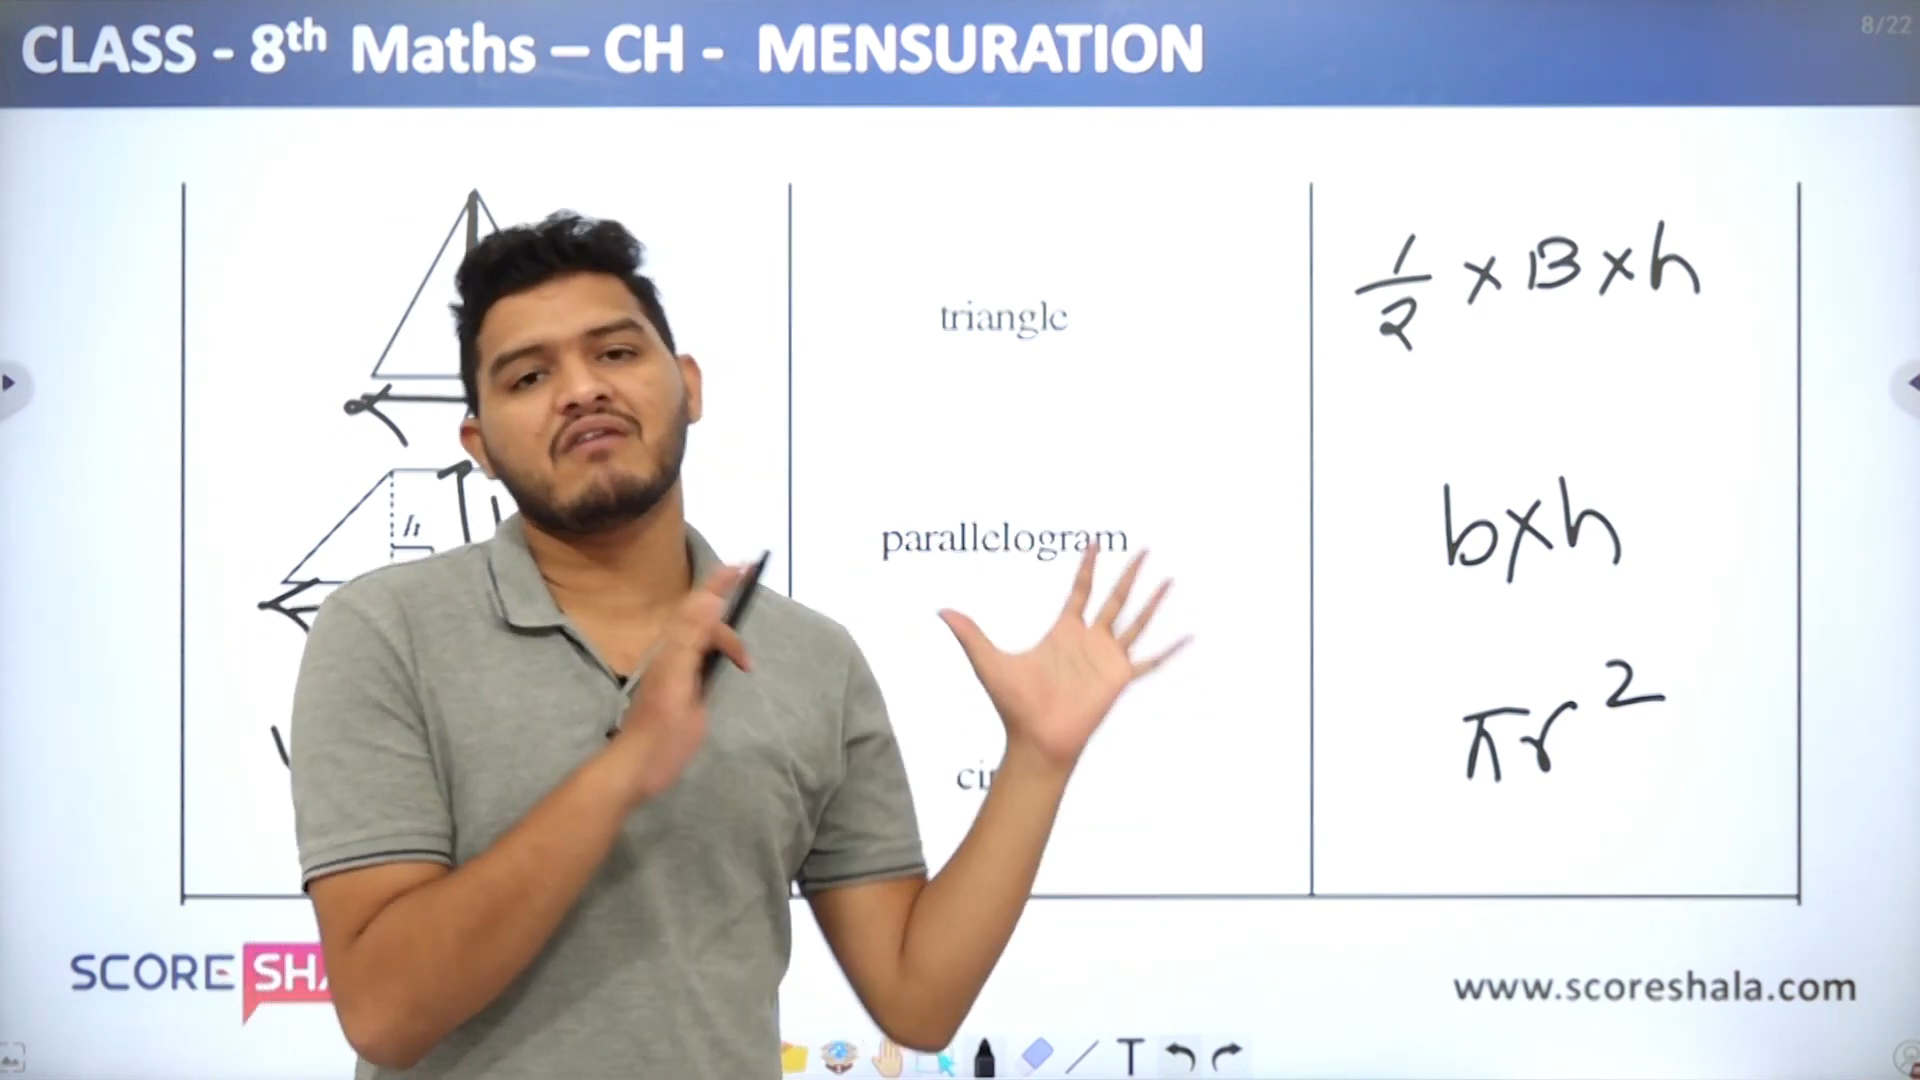 CLASS - 8th Maths – CH - MENSURATION
8/22
triangle
1/2 × B × h
h
parallelogram
b×h
πr²
SCORE
www.scoreshala.com
T